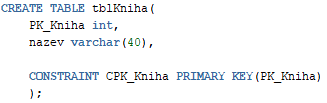 CREATE TABLE tblKniha(
PK_Kniha int,
nazev varchar(40),
CONSTRAINT CPK_Kniha PRIMARY KEY(PK_Kniha)
);